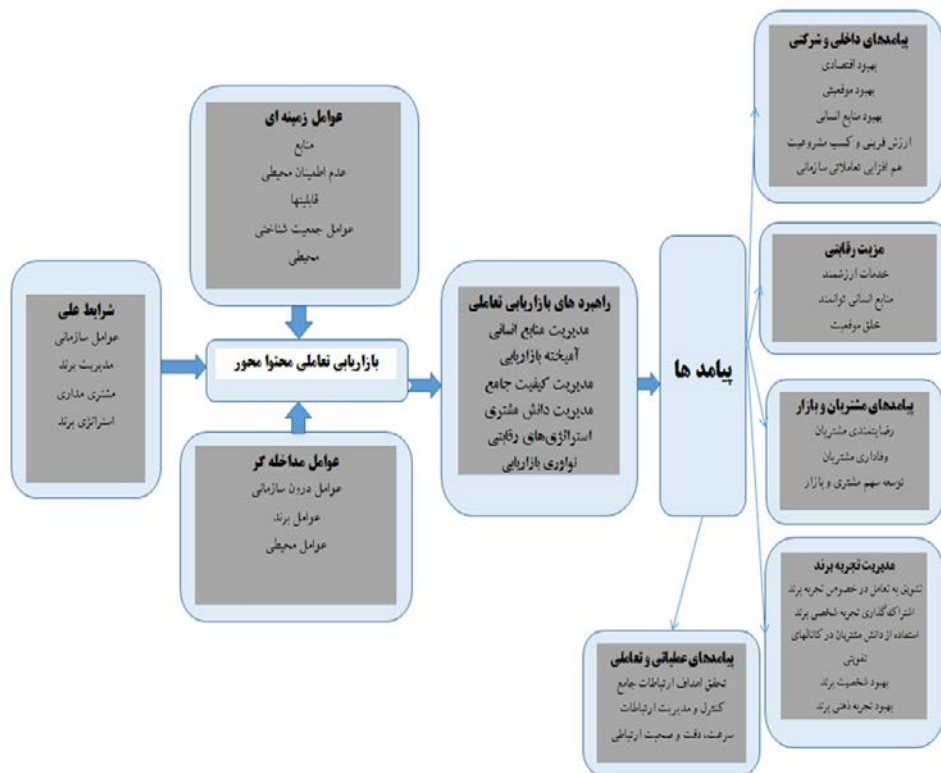 شرایط علی
عوامل سازمانی
مدیریت برند
مشتری مداری
استراتژی برند
عوامل زمینه ای
منابع
عدم اطمینان محیطی
قابلیتها
عوامل جمعیت شناختی
محیطی
بازاریابی تعاملی محتوا محور
عوامل مداخله گر
عوامل درون سازمانی
عوامل برند
عوامل محیطی
راهبرد های بازاریابی تعاملی
مدیریت منابع انسانی
آمیخته بازاریابی
مدیریت کیفیت جامع
مدیریت دانش مشتری
استراتژی‌های رقابتی
نوآوری بازاریابی
پیامد ها
پیامدهای داخلی و شرکتی
بهبود اقتصادی
بهبود موقعیتی
بهبود منابع انسانی
ارزش فرینی و کسب مشروعیت
هم افزایی تعاملاتی سازمانی
مزیت رقابتی
خدمات ارزشمند
منابع انسانی توانمند
خلق موقعیت
پیامدهای مشتریان و بازار
رضایتمندی مشتریان
وفاداری مشتریان
توسعه سهم مشتری و بازار
مدیریت تجربه برند
تشویق به تعامل در خصوص تجربه برند
اشتراک‌گذاری تجربه شخصی برند
استفاده از دانش مشتریان در کانالهای
تقویتی
بهبود شخصیت برند
بهبود تجربه ذهنی برند
پیامدهای عملیاتی و تعاملی
تحقق اهداف ارتباطات جامع
کنترل و مدیریت ارتباطات
سرعت، دقت و صحت ارتباطی